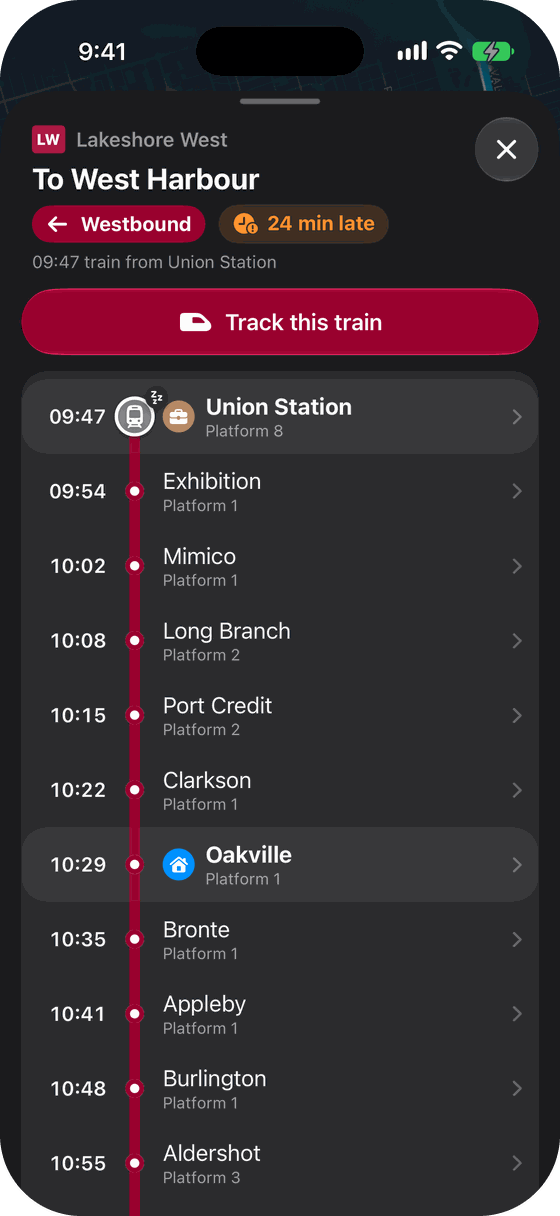 9:41
LW Lakeshore West
To West Harbour
Westbound 24 min late
09:47 train from Union Station
Track this train
09:47 zzz Union Station
Platform 8
09:54 Exhibition
Platform 1
10:02 Mimico
Platform 1
10:08 Long Branch
Platform 2
10:15 Port Credit
Platform 2
10:22 Clarkson
Platform 1
10:29 Oakville
Platform 1
10:35 Bronte
Platform 1
10:41 Appleby
Platform 1
10:48 Burlington
Platform 1
10:55 Aldershot
Platform 3